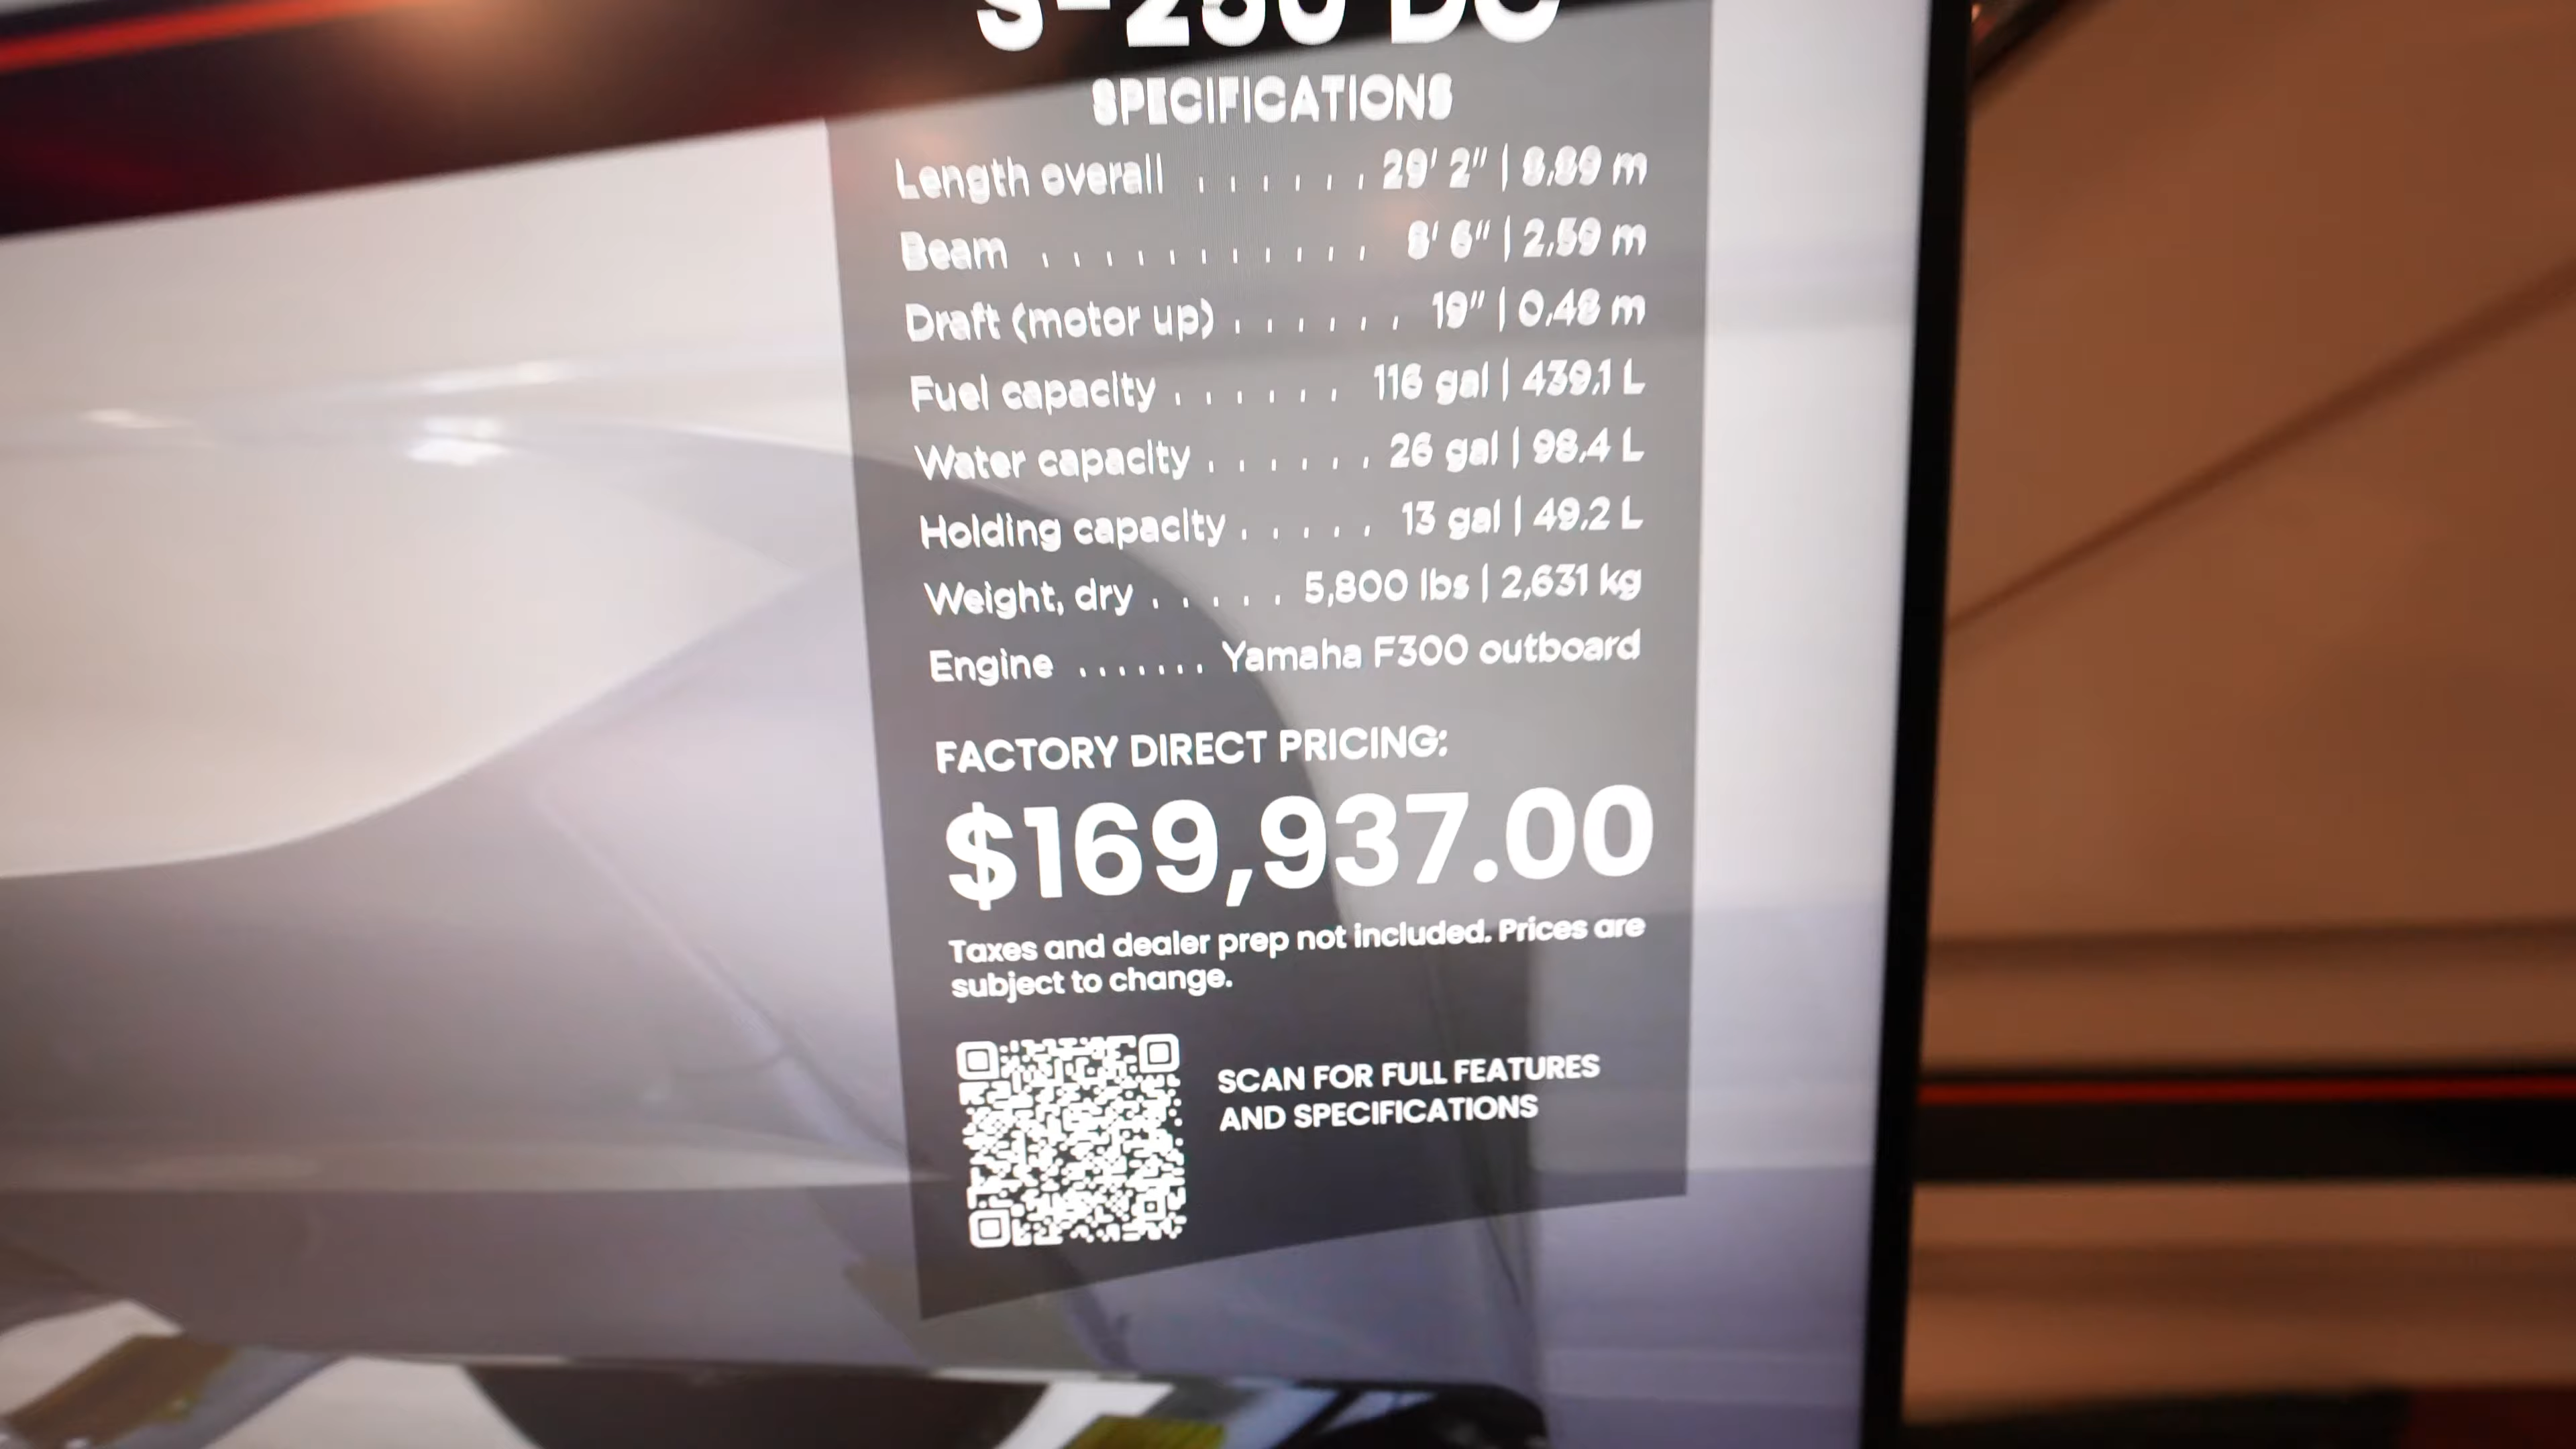 S-280 DC
SPECIFICATIONS
Length overall . . . . . . 29' 2" | 8.89 m
Beam . . . . . . . . . . . 8' 6" | 2.59 m
Draft (motor up) . . . . . . 19" | 0.48 m
Fuel capacity . . . . . . 116 gal | 439.1 L
Water capacity . . . . . . 26 gal | 98.4 L
Holding capacity . . . . . 13 gal | 49.2 L
Weight, dry . . . . . 5,800 lbs | 2,631 kg
Engine ....... Yamaha F300 outboard
FACTORY DIRECT PRICING:
$169,937.00
Taxes and dealer prep not included. Prices are
subject to change.
SCAN FOR FULL FEATURES
AND SPECIFICATIONS